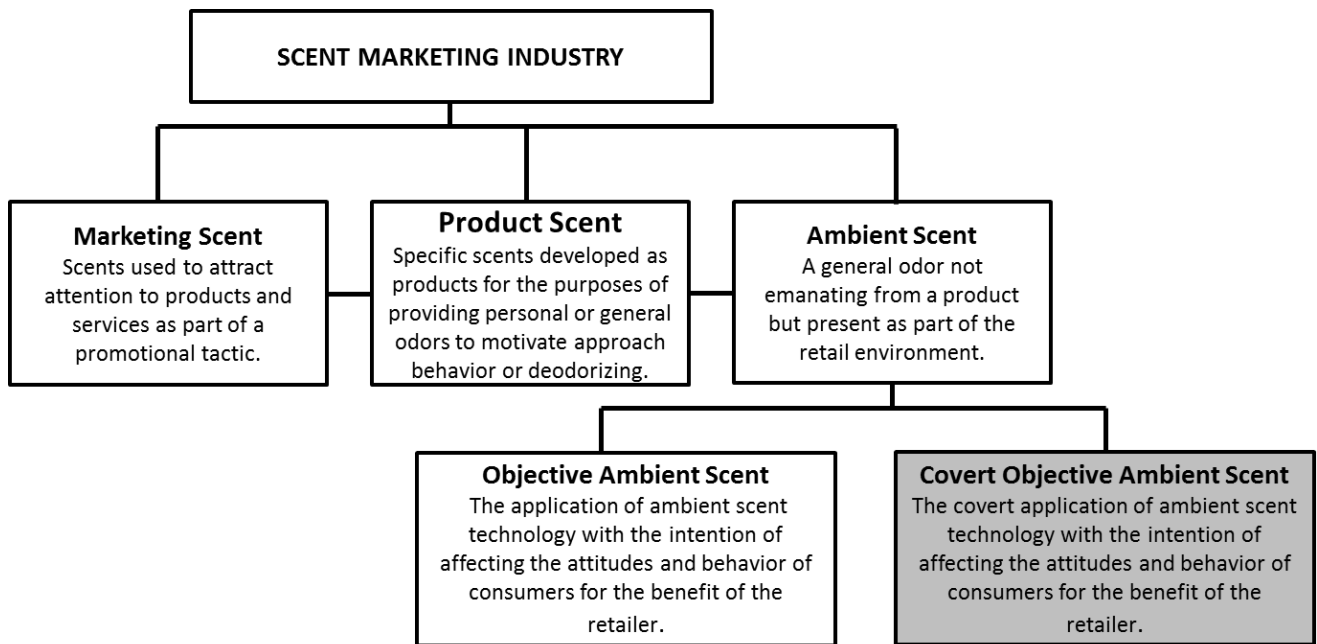 SCENT MARKETING INDUSTRY
Marketing Scent
Scents used to attract
attention to products and
services as part of a
promotional tactic.
Product Scent
Specific scents developed as
products for the purposes of
providing personal or general
odors to motivate approach
behavior or deodorizing.
Ambient Scent
A general odor not
emanating from a product
but present as part of the
retail environment.
Objective Ambient Scent
The application of ambient scent
technology with the intention of
affecting the attitudes and behavior of
consumers for the benefit of the
retailer.
Covert Objective Ambient Scent
The covert application of ambient scent
technology with the intention of
affecting the attitudes and behavior of
consumers for the benefit of the
retailer.